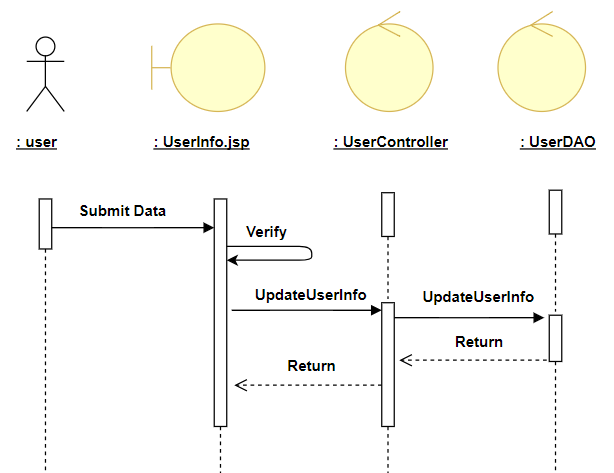 : user
: UserInfo.jsp
: UserController
: UserDAO
Submit Data
Verify
UpdateUserInfo
UpdateUserInfo
Return
Return